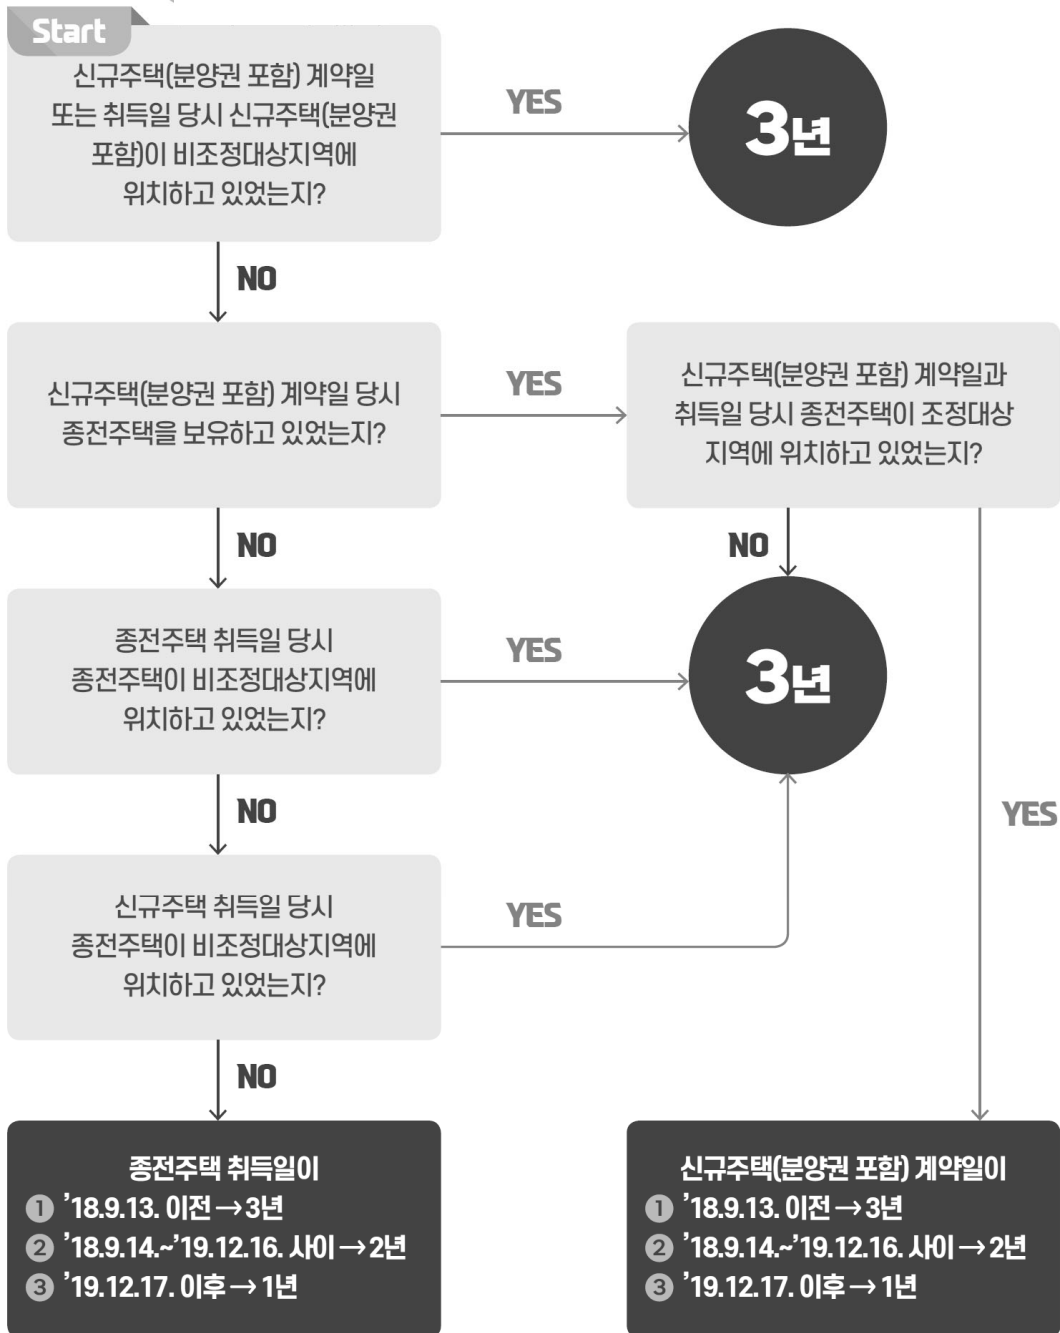 Start
신규주택(분양권 포함) 계약일
또는 취득일 당시 신규주택(분양권
포함)이 비조정대상지역에
위치하고 있었는지?
YES
3년
NO
신규주택(분양권 포함) 계약일 당시
종전주택을 보유하고 있었는지?
YES
신규주택(분양권 포함) 계약일과
취득일 당시 종전주택이 조정대상
지역에 위치하고 있었는지?
NO
NO
종전주택 취득일 당시
종전주택이 비조정대상지역에
위치하고 있었는지?
YES
3년
NO
YES
신규주택 취득일 당시
종전주택이 비조정대상지역에
위치하고 있었는지?
YES
NO
종전주택 취득일이
1 ’18.9.13. 이전 → 3년
2 ’18.9.14.~’19.12.16. 사이 → 2년
3 ’19.12.17. 이후 → 1년
신규주택(분양권 포함) 계약일이
1 ’18.9.13. 이전 → 3년
2 ’18.9.14.~’19.12.16. 사이 → 2년
3 ’19.12.17. 이후 → 1년